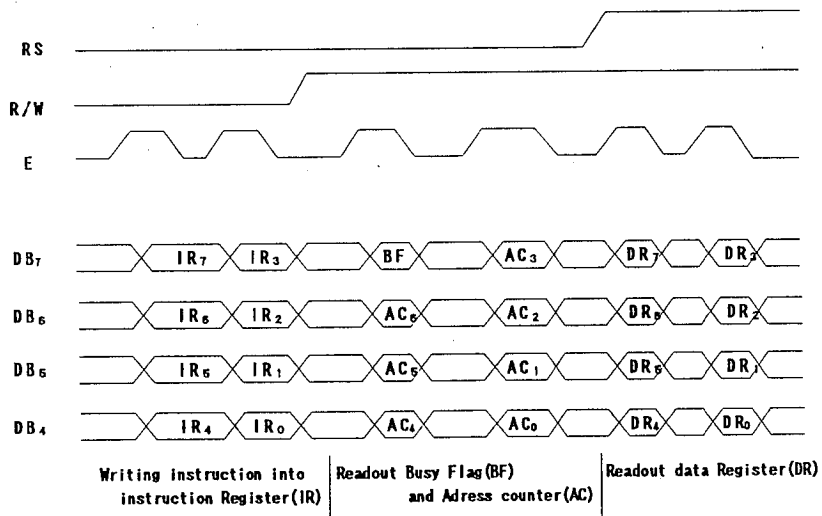 RS
R/W
E
DB₇ IR₇ IR₃ BF AC₃ DR₇ DR₃
DB₆ IR₆ IR₂ AC₆ AC₂ DR₆ DR₂
DB₅ IR₅ IR₁ AC₅ AC₁ DR₅ DR₁
DB₄ IR₄ IR₀ AC₄ AC₀ DR₄ DR₀
Writing instruction into
instruction Register(IR)
Readout Busy Flag(BF)
and Adress counter(AC)
Readout data Register(DR)